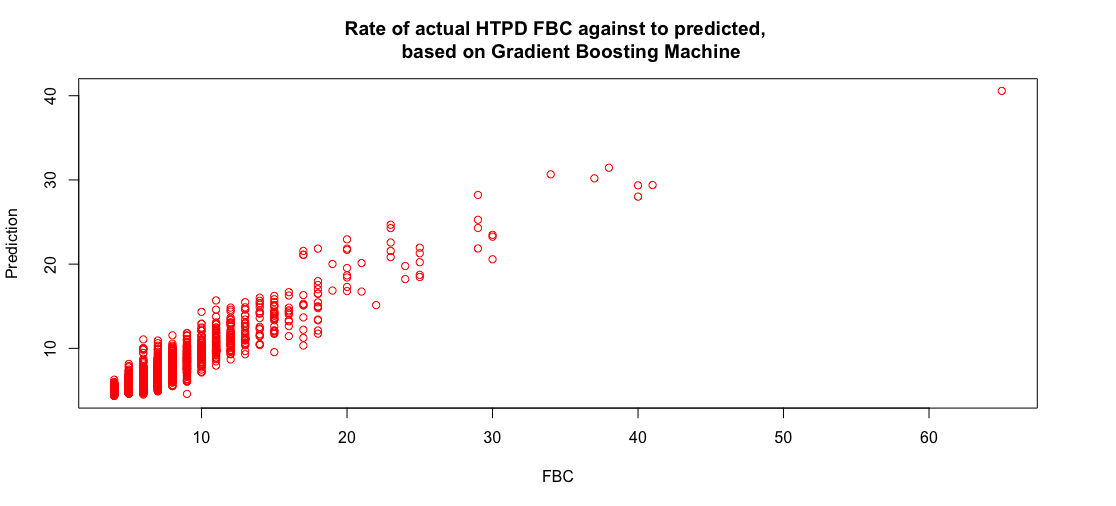 Rate of actual HTPD FBC against to predicted,
based on Gradient Boosting Machine
40
30
20
10
Prediction
10 20 30 40 50 60
FBC